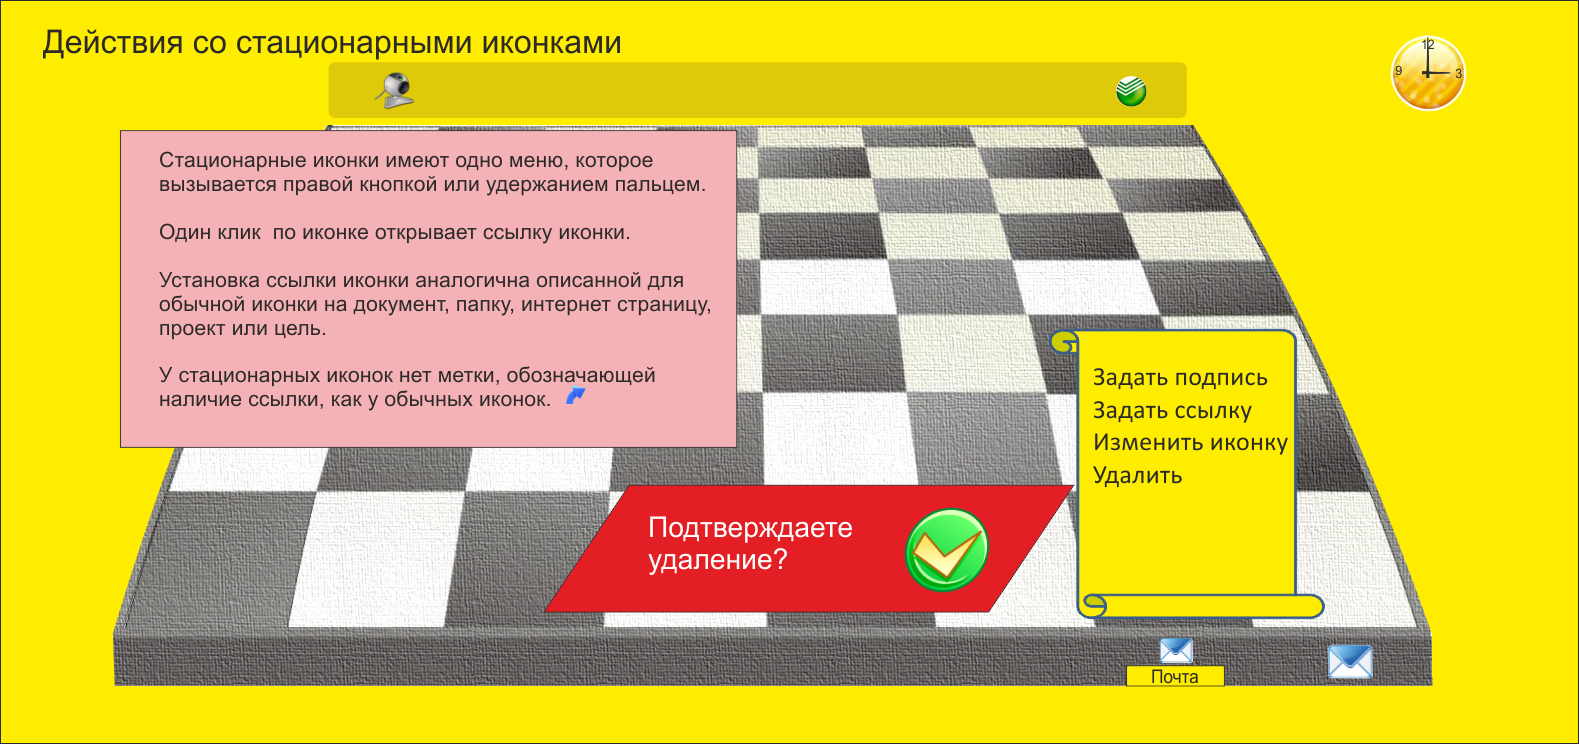 Действия со стационарными иконками
12
9
3
Стационарные иконки имеют одно меню, которое
вызывается правой кнопкой или удержанием пальцем.
Один клик  по иконке открывает ссылку иконки.
Установка ссылки иконки аналогична описанной для
обычной иконки на документ, папку, интернет страницу,
проект или цель.
У стационарных иконок нет метки, обозначающей
наличие ссылки, как у обычных иконок.
Задать подпись
Задать ссылку
Изменить иконку
Удалить
Подтверждаете
удаление?
Почта